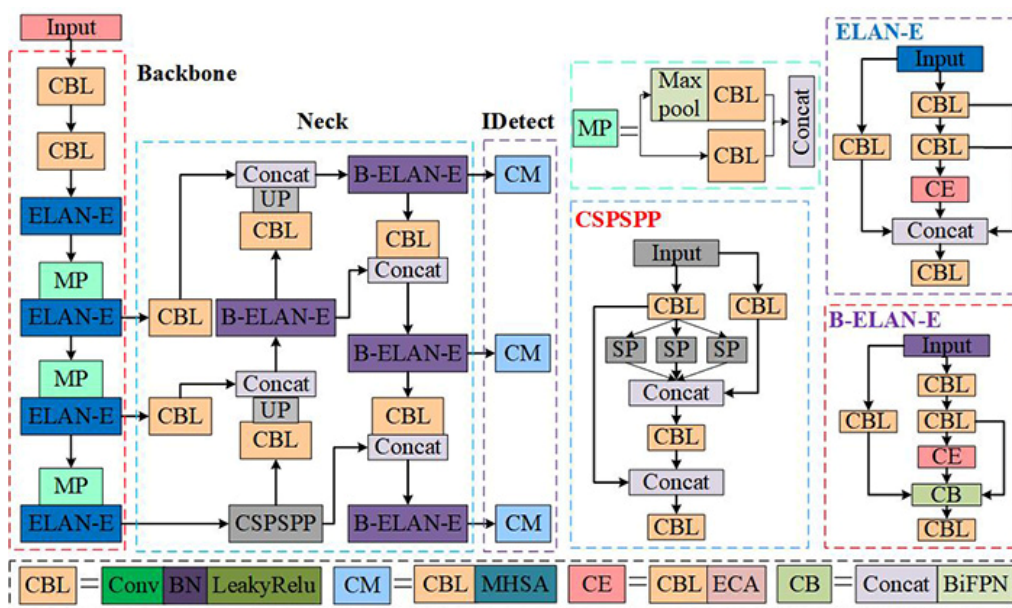 Input
Backbone
CBL
CBL
ELAN-E
MP
ELAN-E
MP
ELAN-E
MP
ELAN-E
Neck
Concat
UP
CBL
B-ELAN-E
CBL
Concat
CBL
B-ELAN-E
Concat
UP
CBL
CBL
B-ELAN-E
CBL
Concat
CSPSPP
B-ELAN-E
IDetect
CM
CM
CM
MP
Max
pool
CBL
CBL
Concat
CSPSPP
Input
CBL
CBL
SP SP SP
Concat
CBL
Concat
CBL
ELAN-E
Input
CBL
CBL
CBL
CE
Concat
CBL
B-ELAN-E
Input
CBL
CBL
CBL
CE
CB
CBL
CBL = Conv BN LeakyRelu
CM = CBL MHSA
CE = CBL ECA
CB = Concat BiFPN